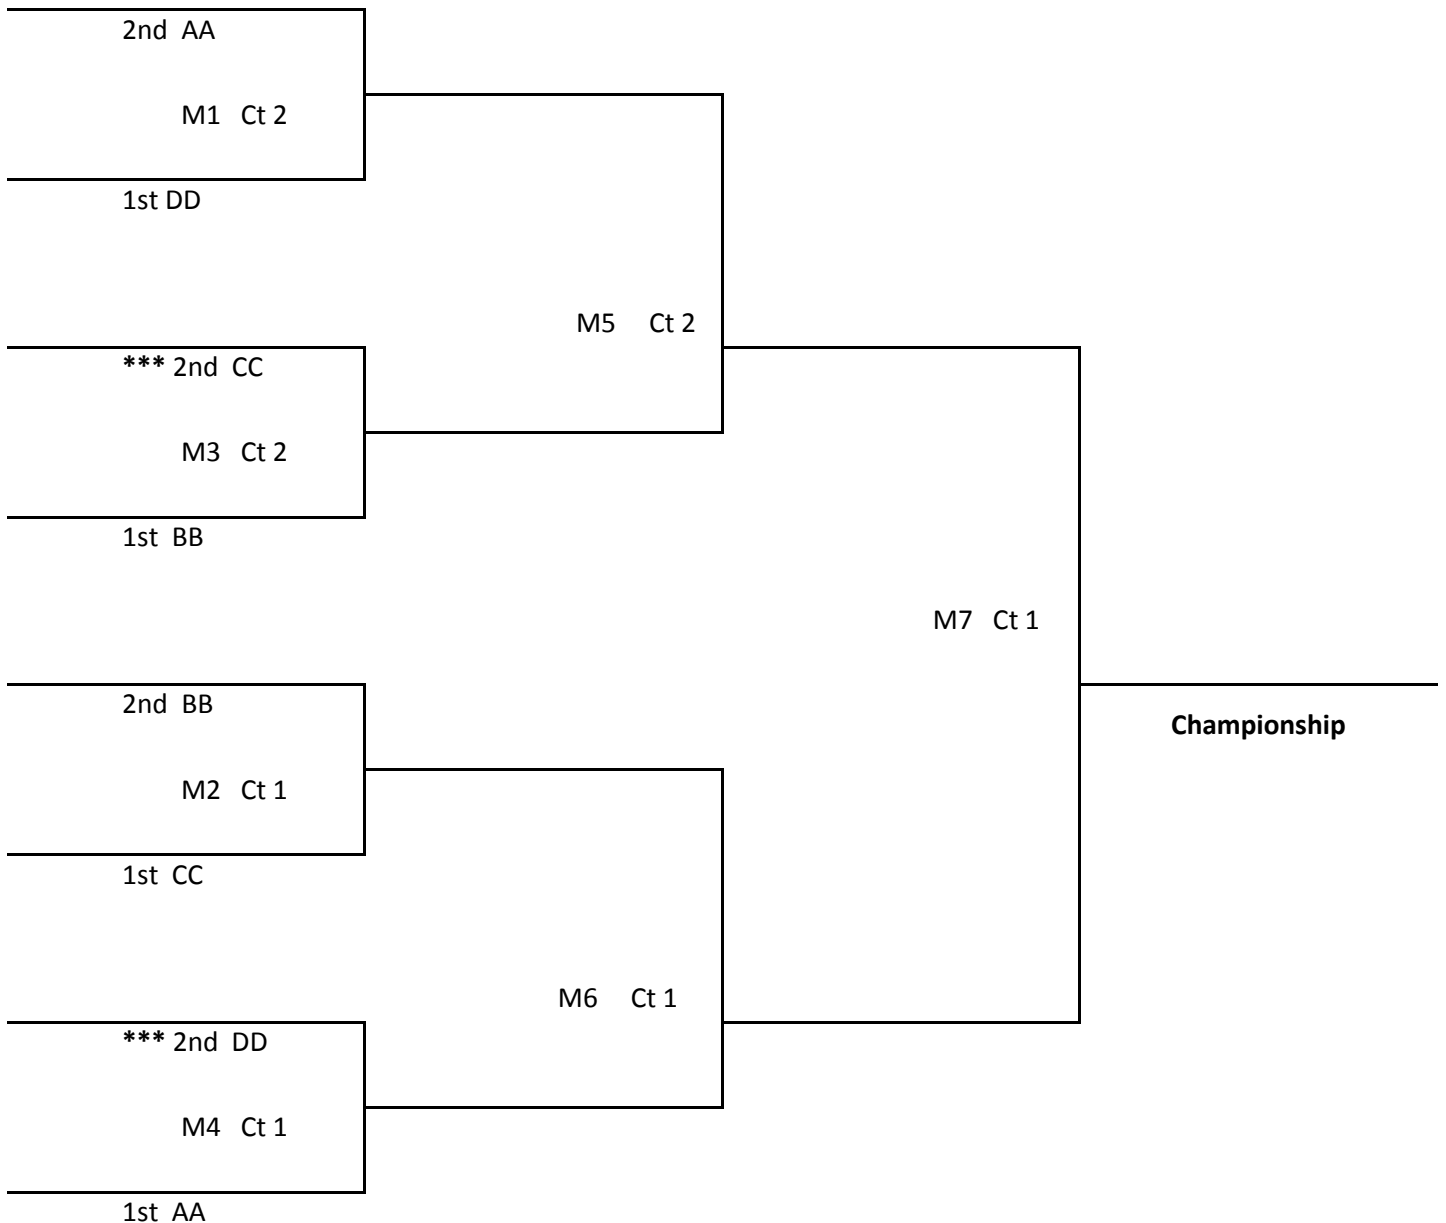 2nd AA
M1 Ct 2
1st DD
M5 Ct 2
*** 2nd CC
M3 Ct 2
1st BB
M7 Ct 1
2nd BB
Championship
M2 Ct 1
1st CC
M6 Ct 1
*** 2nd DD
M4 Ct 1
1st AA